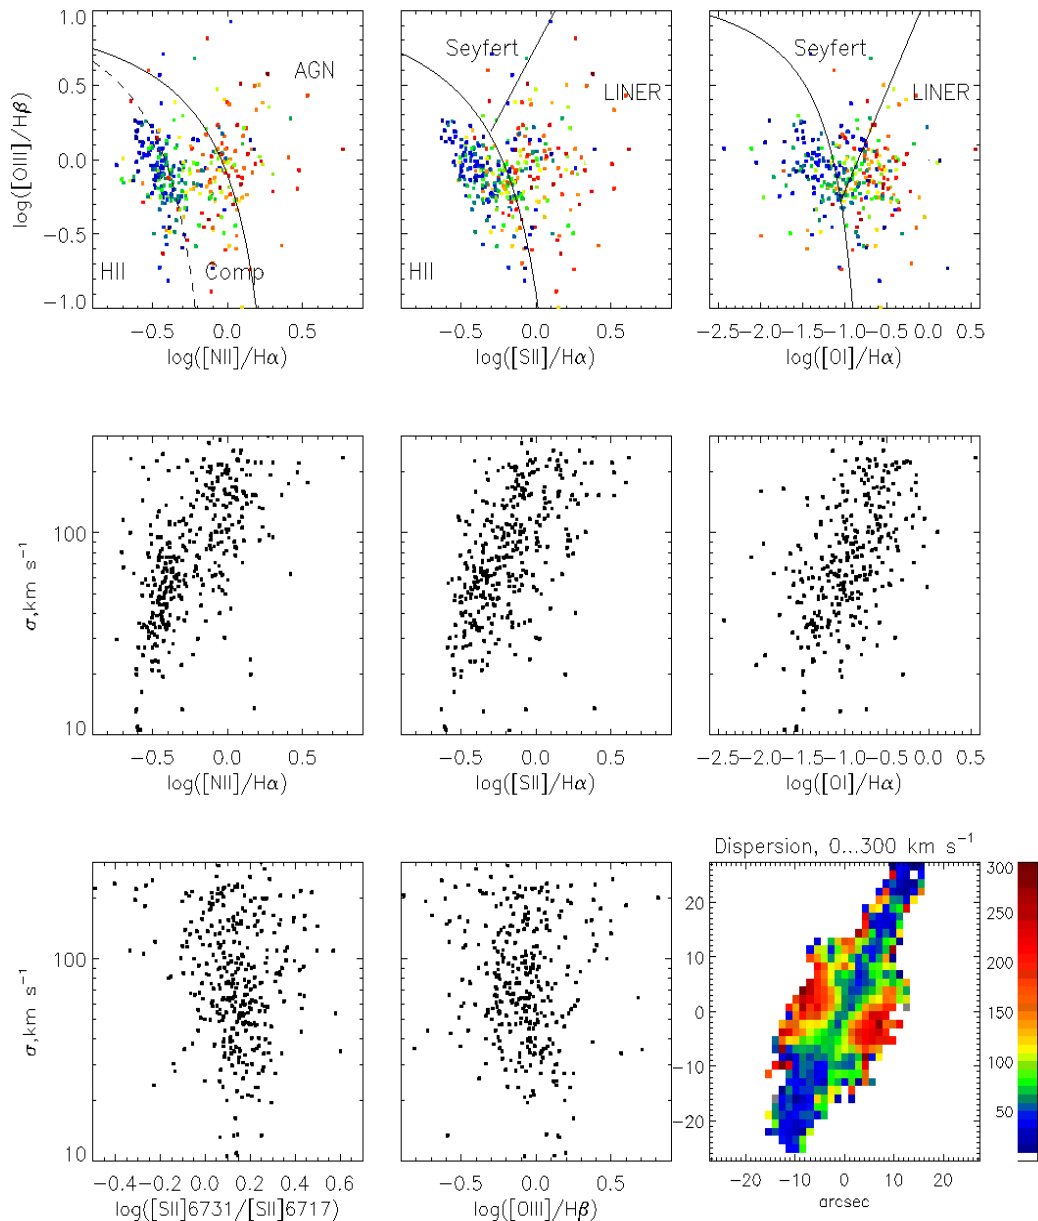 1.0
0.5
0.0
−0.5
−1.0
log([OIII]/Hβ)
AGN
HII
Comp
−0.5 0.0 0.5
log([NII]/Hα)
Seyfert
LINER
HII
−0.5 0.0 0.5
log([SII]/Hα)
Seyfert
LINER
−2.5 −2.0 −1.5 −1.0 −0.5 0.0 0.5
log([OI]/Hα)
100
10
σ,km s⁻¹
−0.5 0.0 0.5
log([NII]/Hα)
−0.5 0.0 0.5
log([SII]/Hα)
−2.5 −2.0 −1.5 −1.0 −0.5 0.0 0.5
log([OI]/Hα)
100
10
σ,km s⁻¹
−0.4 −0.2 0.0 0.2 0.4 0.6
log([SII]6731/[SII]6717)
−0.5 0.0 0.5
log([OIII]/Hβ)
Dispersion, 0...300 km s⁻¹
20
10
0
−10
−20
−20 −10 0 10 20
arcsec
300
250
200
150
100
50